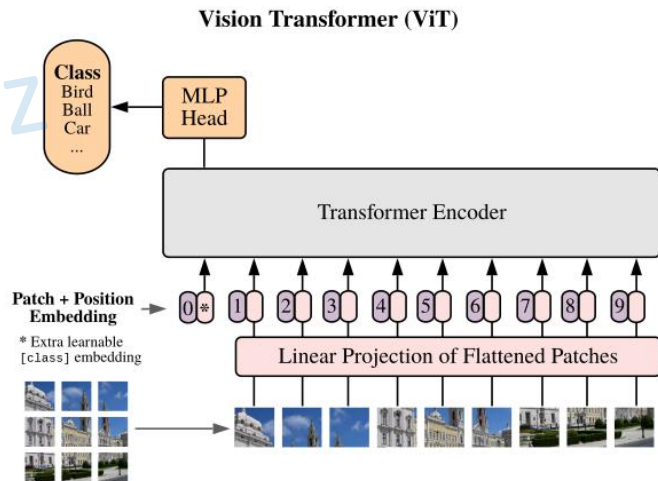 Vision Transformer (ViT)
Class
Bird
Ball
Car
...
MLP
Head
Z
Transformer Encoder
Patch + Position
Embedding
0 * 1 2 3 4 5 6 7 8 9
* Extra learnable
[class] embedding
Linear Projection of Flattened Patches